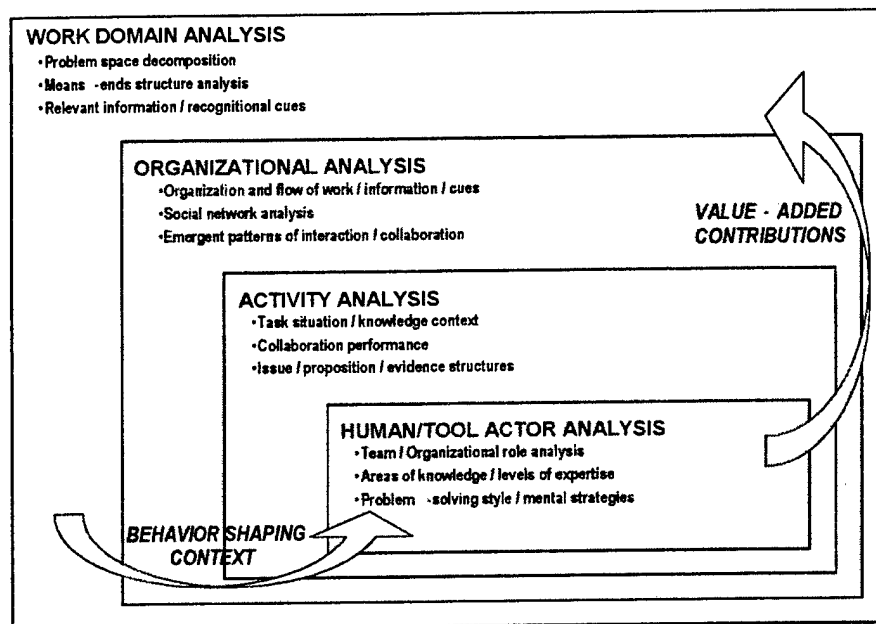 WORK DOMAIN ANALYSIS
•Problem space decomposition
•Means -ends structure analysis
•Relevant information / recognitional cues
ORGANIZATIONAL ANALYSIS
•Organization and flow of work / information / cues
•Social network analysis
•Emergent patterns of interaction / collaboration
VALUE - ADDED
CONTRIBUTIONS
ACTIVITY ANALYSIS
•Task situation / knowledge context
•Collaboration performance
•Issue / proposition / evidence structures
HUMAN/TOOL ACTOR ANALYSIS
•Team / Organizational role analysis
•Areas of knowledge / levels of expertise
•Problem -solving style / mental strategies
BEHAVIOR SHAPING
CONTEXT